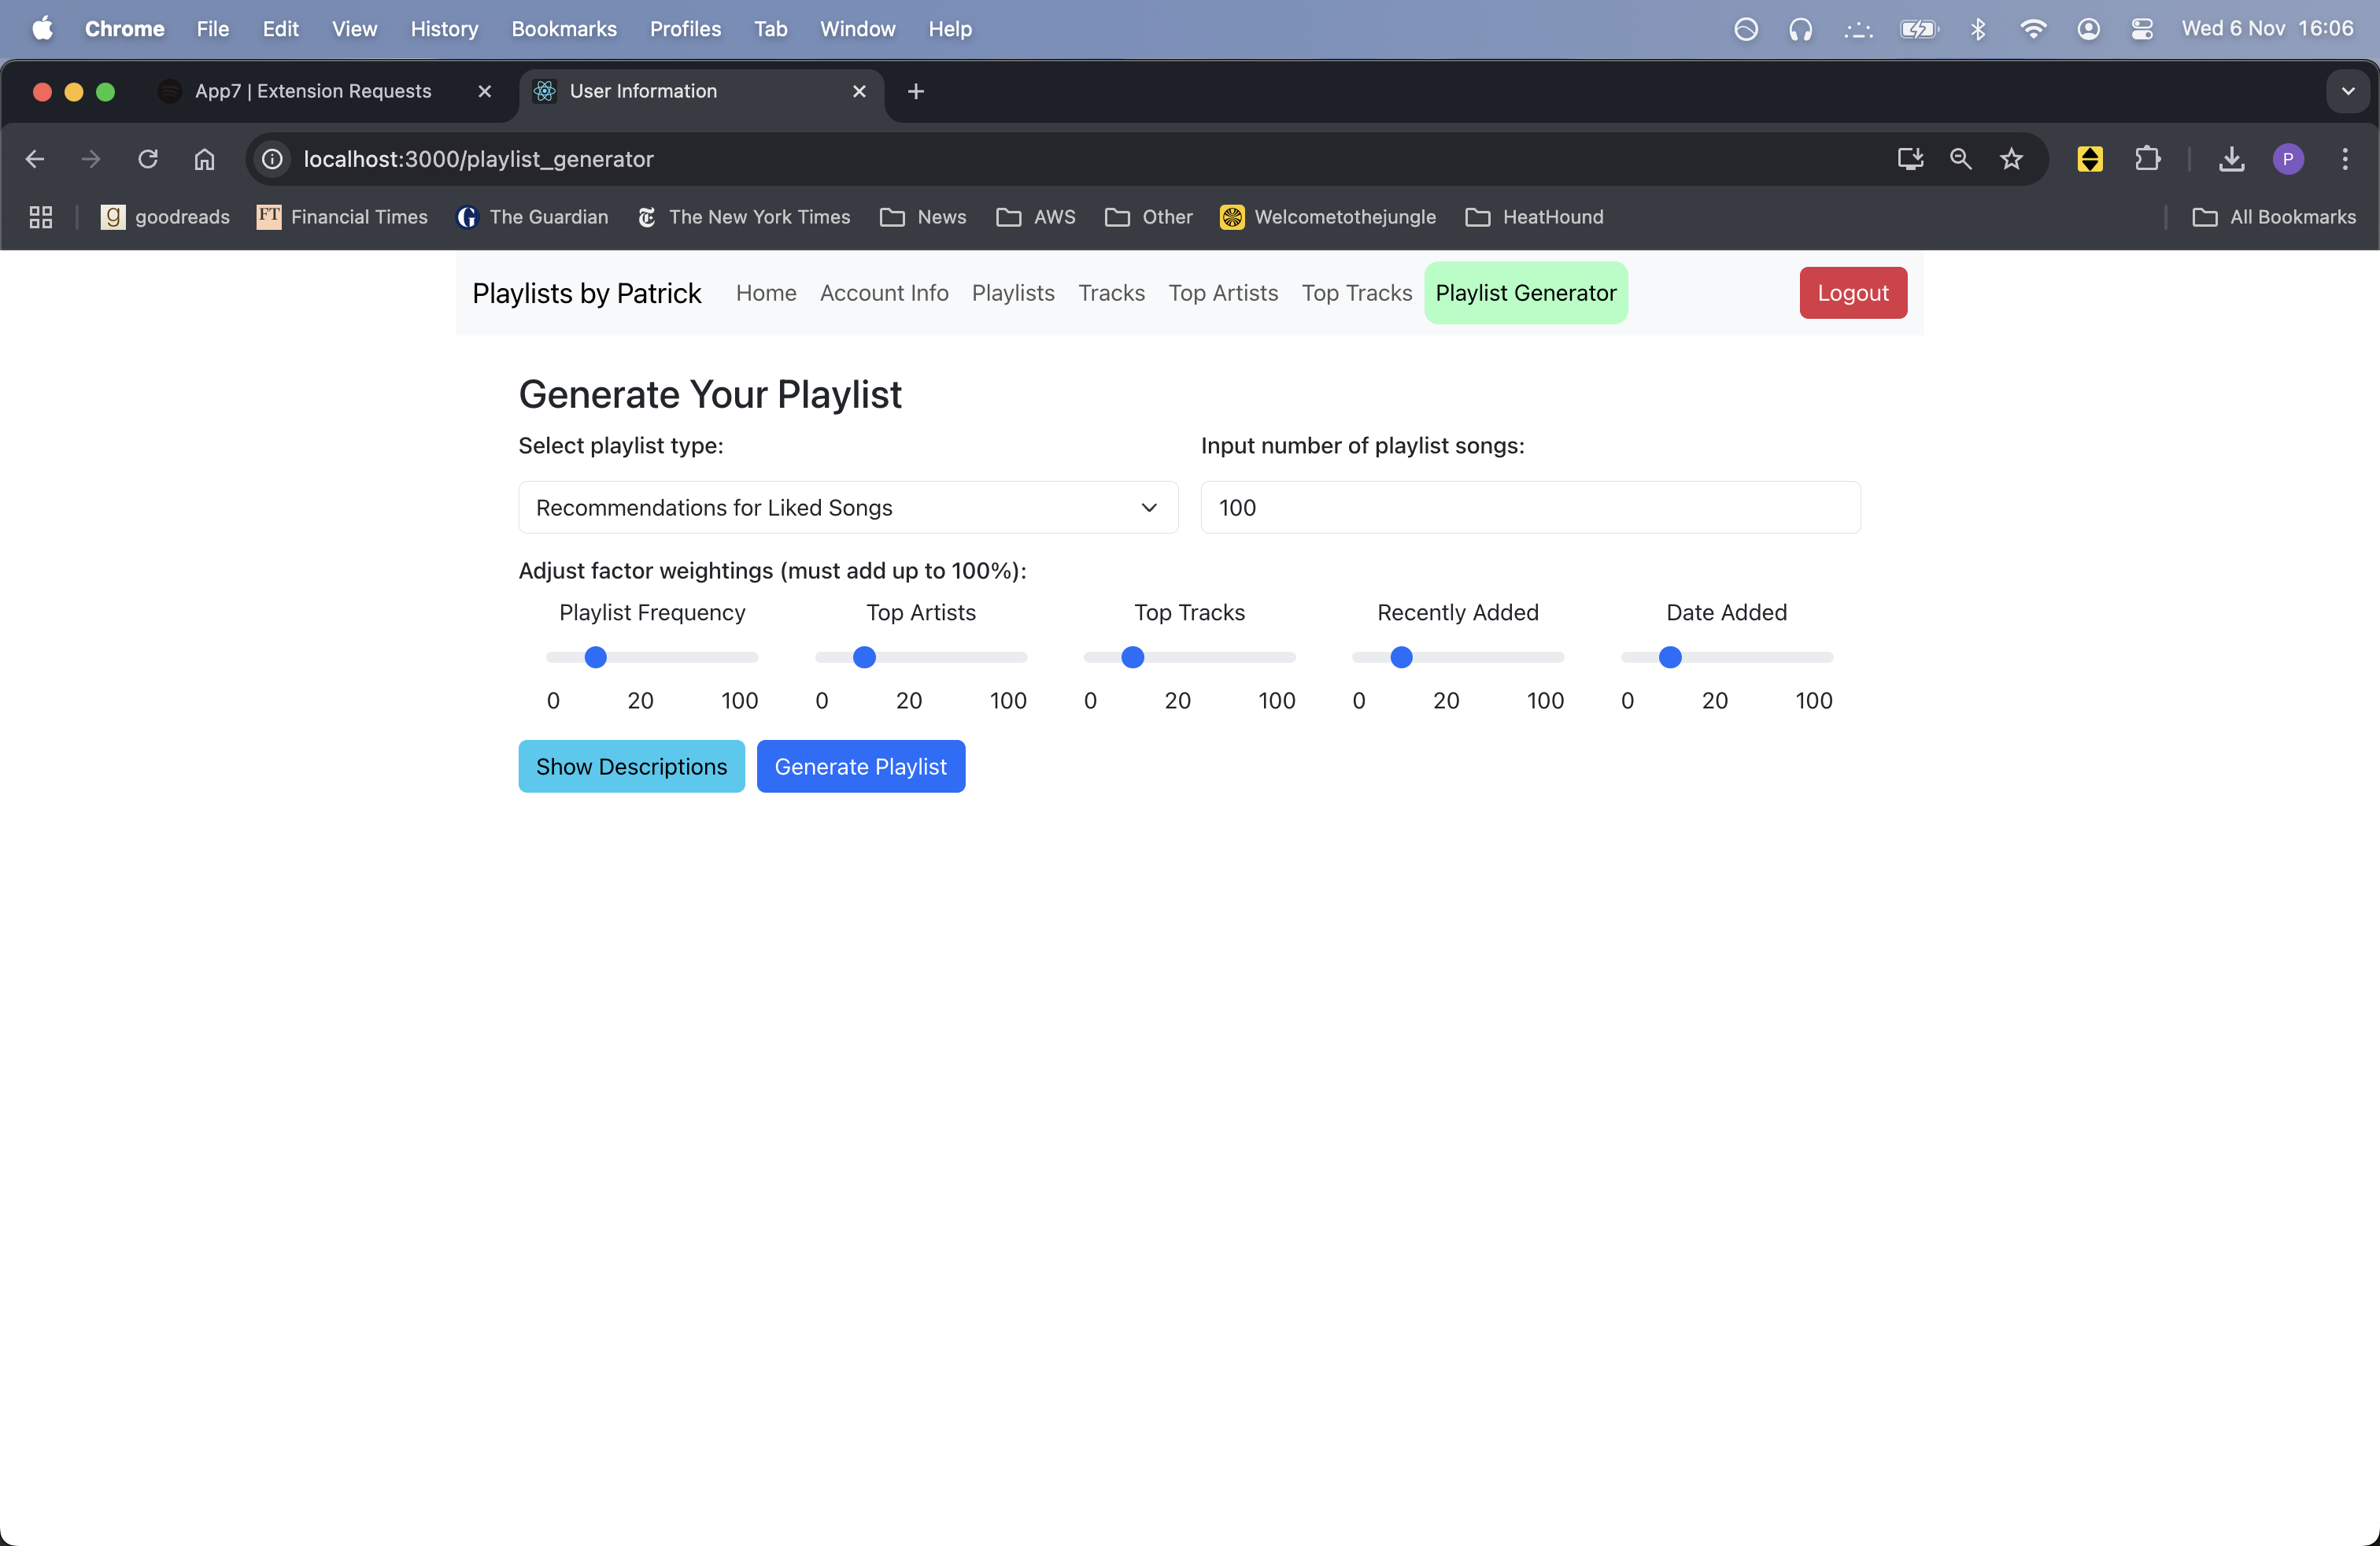 Chrome File Edit View History Bookmarks Profiles Tab Window Help Wed 6 Nov 16:06
App7 | Extension Requests User Information
localhost:3000/playlist_generator P
g goodreads FT Financial Times G The Guardian The New York Times News AWS Other Welcometothejungle HeatHound All Bookmarks
Playlists by Patrick Home Account Info Playlists Tracks Top Artists Top Tracks Playlist Generator Logout
Generate Your Playlist
Select playlist type: Input number of playlist songs:
Recommendations for Liked Songs 100
Adjust factor weightings (must add up to 100%):
Playlist Frequency Top Artists Top Tracks Recently Added Date Added
0 20 100 0 20 100 0 20 100 0 20 100 0 20 100
Show Descriptions Generate Playlist